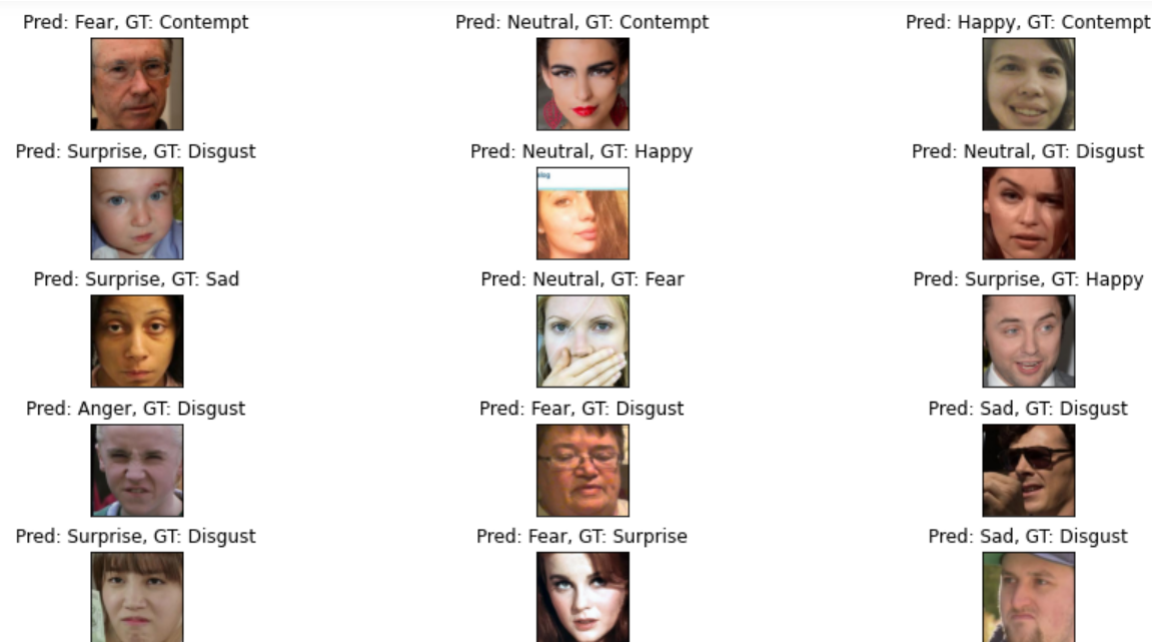 Pred: Fear, GT: Contempt
Pred: Neutral, GT: Contempt
Pred: Happy, GT: Contempt
Pred: Surprise, GT: Disgust
Pred: Neutral, GT: Happy
Pred: Neutral, GT: Disgust
Pred: Surprise, GT: Sad
Pred: Neutral, GT: Fear
Pred: Surprise, GT: Happy
Pred: Anger, GT: Disgust
Pred: Fear, GT: Disgust
Pred: Sad, GT: Disgust
Pred: Surprise, GT: Disgust
Pred: Fear, GT: Surprise
Pred: Sad, GT: Disgust